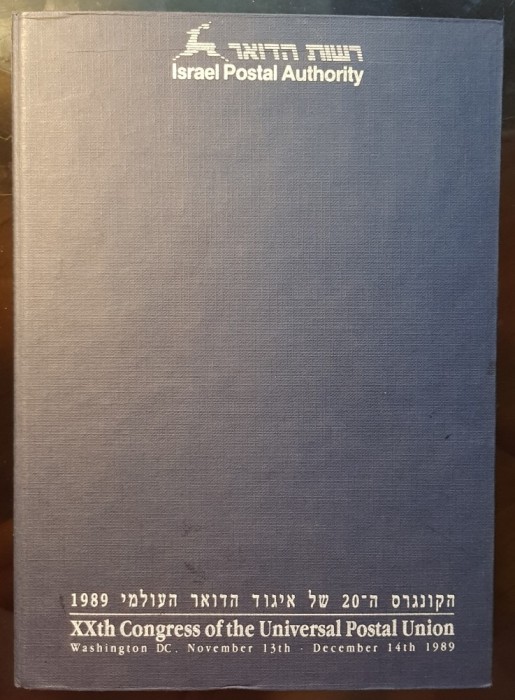 רשות הדואר
Israel Postal Authority
הקונגרס ה־20 של איגוד הדואר העולמי 1989
XXth Congress of the Universal Postal Union
Washington DC. November 13th - December 14th 1989